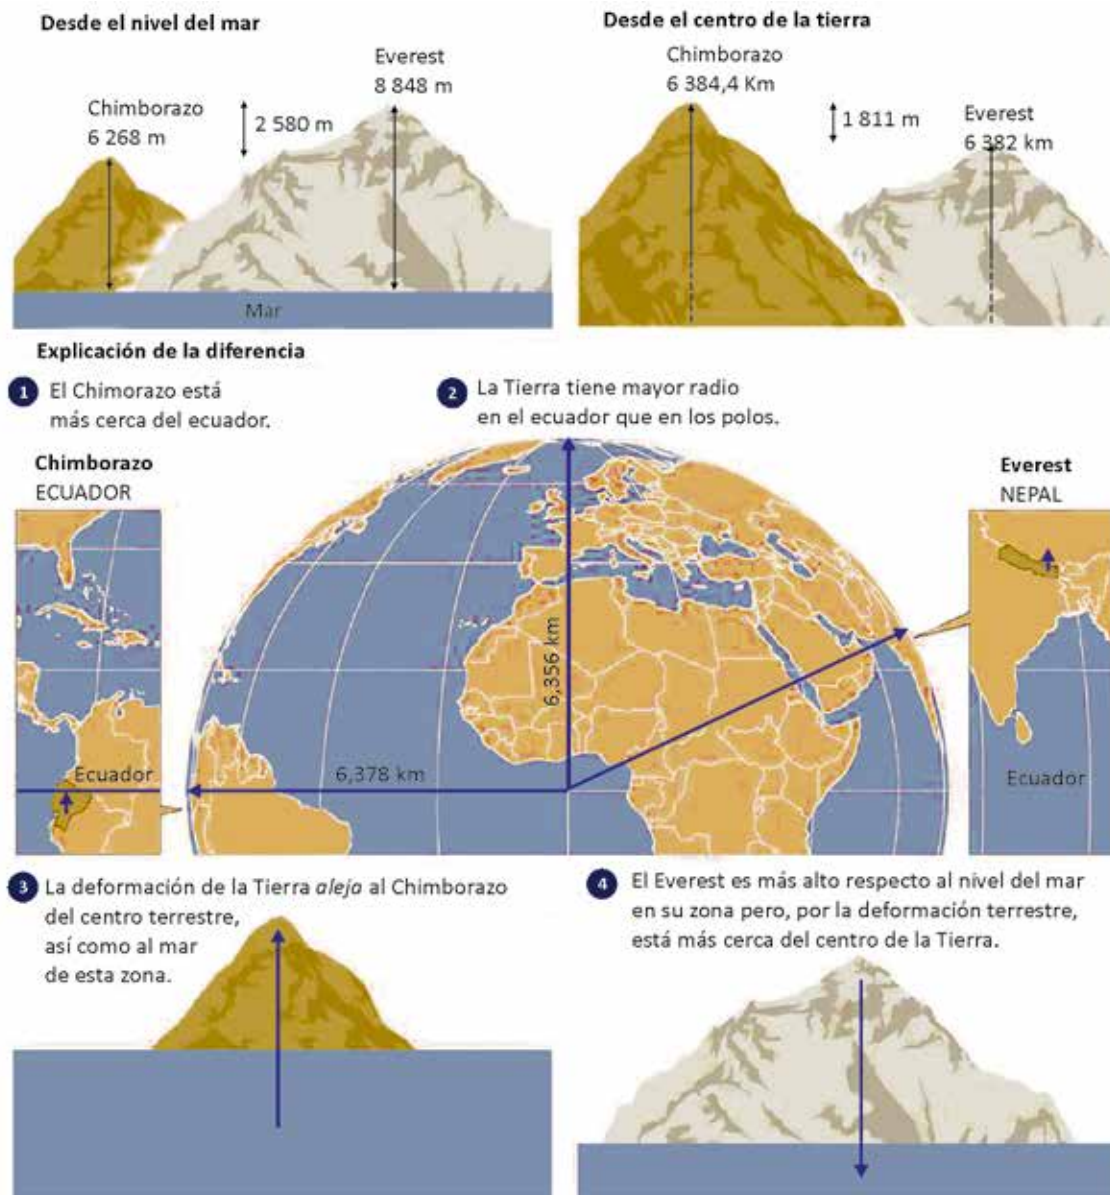 Desde el nivel del mar
Chimborazo
6 268 m
2 580 m
Everest
8 848 m
Mar
Desde el centro de la tierra
Chimborazo
6 384,4 Km
1 811 m
Everest
6 382 km
Explicación de la diferencia
1 El Chimorazo está
más cerca del ecuador.
2 La Tierra tiene mayor radio
en el ecuador que en los polos.
Chimborazo
ECUADOR
Ecuador
6,378 km
6,356 km
Everest
NEPAL
Ecuador
3 La deformación de la Tierra aleja al Chimborazo
del centro terrestre,
así como al mar
de esta zona.
4 El Everest es más alto respecto al nivel del mar
en su zona pero, por la deformación terrestre,
está más cerca del centro de la Tierra.